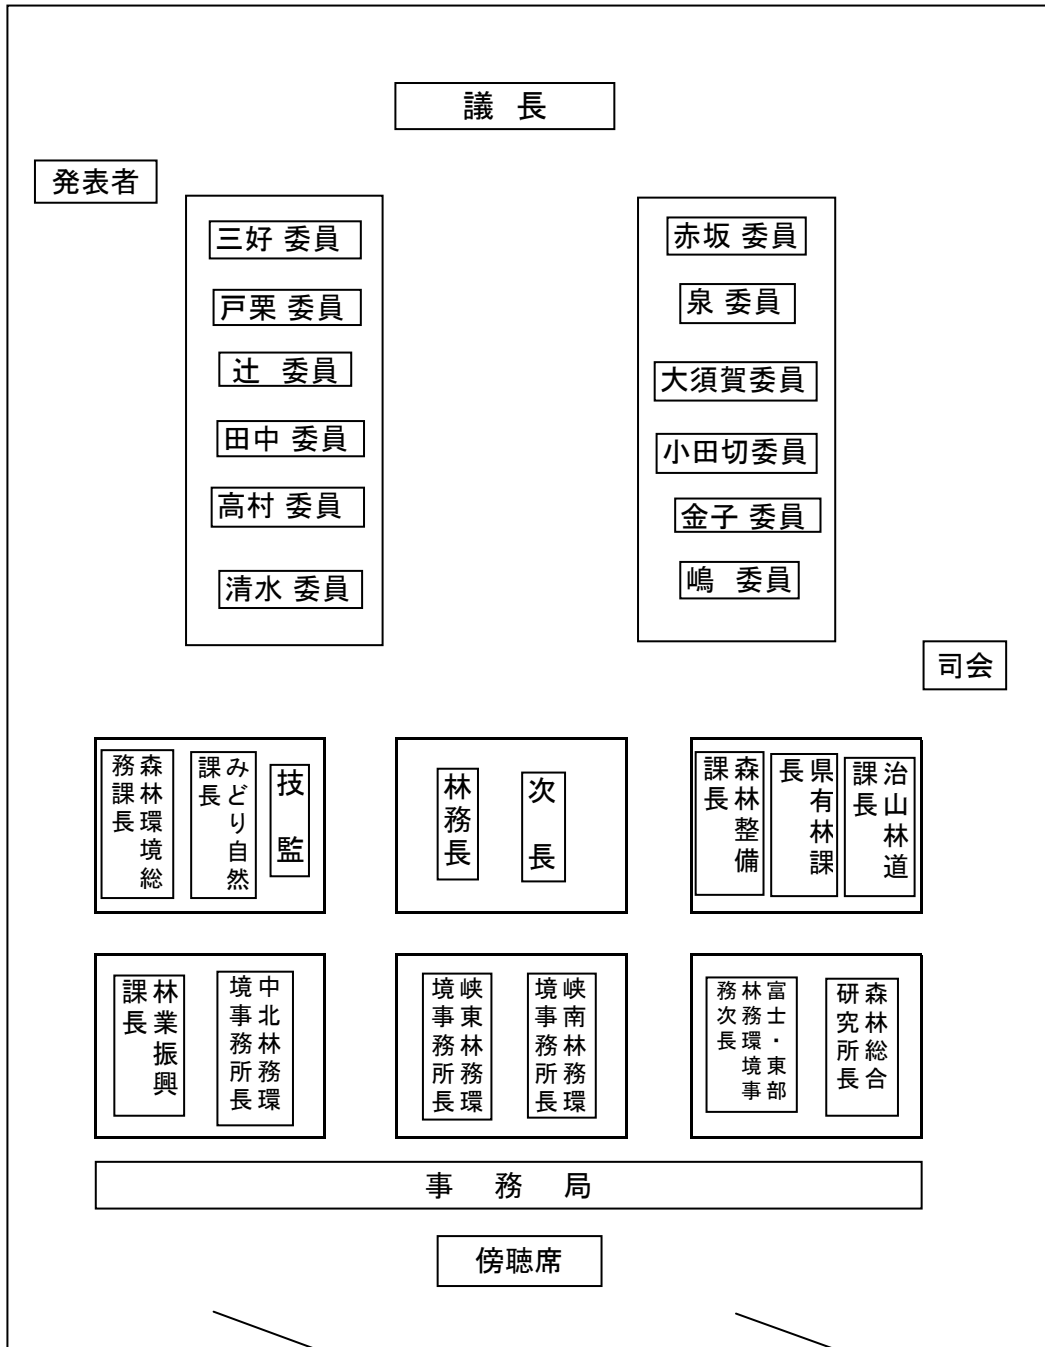 議 長
発表者
三好 委員
戸栗 委員
辻 委員
田中 委員
高村 委員
清水 委員
赤坂 委員
泉 委員
大須賀委員
小田切委員
金子 委員
嶋 委員
司会
森林環境総
務課長
みどり自然
課長
技 監
林務長
次 長
森林整備
課長
県有林課
長
治山林道
課長
林業振興
課長
中北林務環
境事務所長
峡東林務環
境事務所長
峡南林務環
境事務所長
富士・東部
林務環境事
務次長
森林総合
研究所長
事 務 局
傍聴席